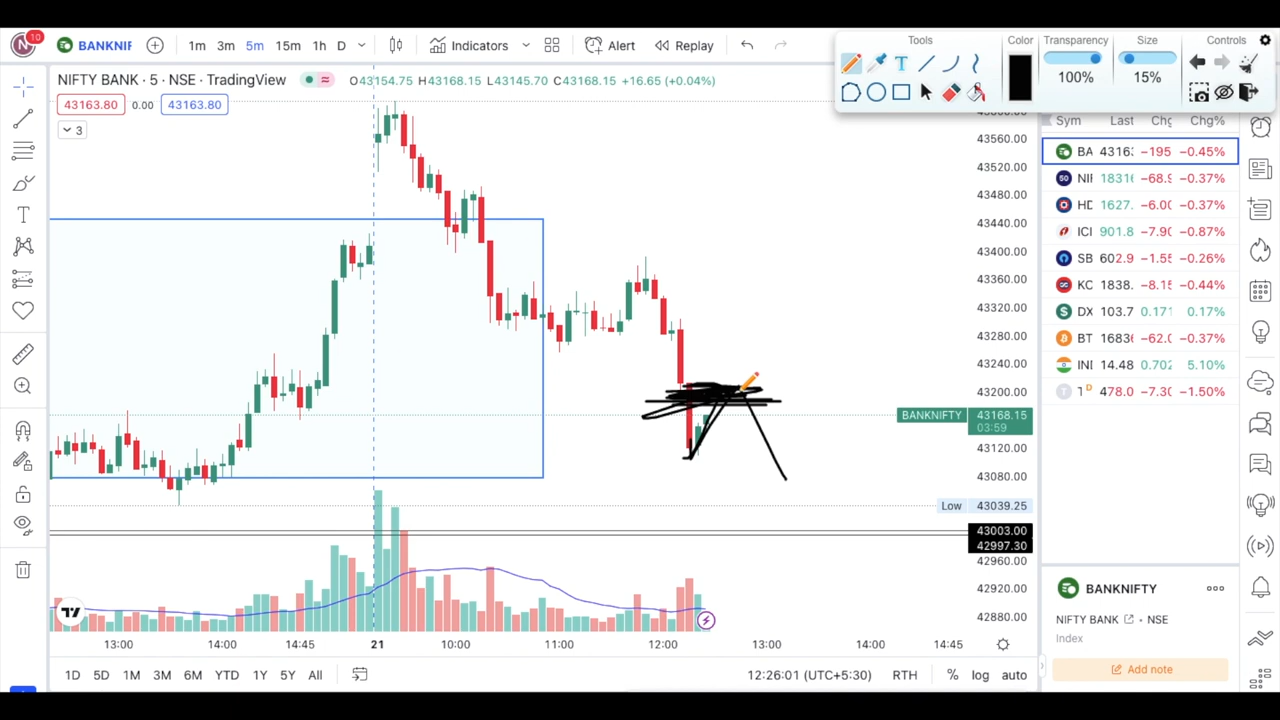 N 10 BANKNIF 1m 3m 5m 15m 1h D Indicators Alert Replay
Tools Color Transparency Size Controls
T 100% 15%
NIFTY BANK · 5 · NSE · TradingView O43154.75 H43168.15 L43145.70 C43168.15 +16.65 (+0.04%)
43163.80 0.00 43163.80
3
Sym Last Chg Chg%
BA 4316 −195 −0.45%
50 NI 1831 −68. −0.37%
HD 1627. −6.0 −0.37%
ICI 901.8 −7.9 −0.87%
SB 602.9 −1.5 −0.26%
KC 1838. −8.1 −0.44%
DX 103.7 0.17 0.17%
BT 1683 −62. −0.37%
INI 14.48 0.70 5.10%
T D 478.0 −7.3 −1.50%
43560.00
43520.00
43480.00
43440.00
43400.00
43360.00
43320.00
43280.00
43240.00
43200.00
BANKNIFTY 43168.15
03:59
43120.00
43080.00
Low 43039.25
43003.00
42997.30
42960.00
42920.00
42880.00
13:00 14:00 14:45 21 10:00 11:00 12:00 13:00 14:00 14:45
1D 5D 1M 3M 6M YTD 1Y 5Y All 12:26:01 (UTC+5:30) RTH % log auto
BANKNIFTY
NIFTY BANK · NSE
Index
Add note